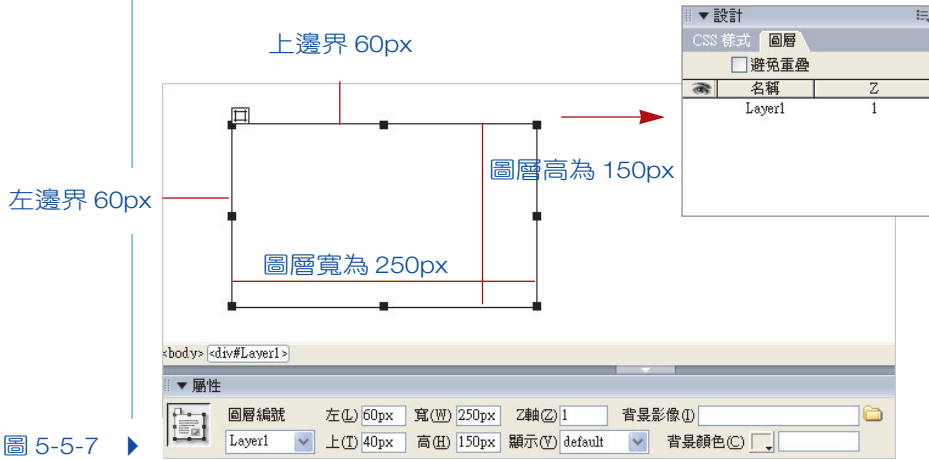 設計
CSS 樣式 圖層
避免重疊
名稱 Z
Layer1 1
上邊界 60px
圖層高為 150px
左邊界 60px
圖層寬為 250px
<body> <div#Layer1>
屬性
圖層編號 左(L) 60px 寬(W) 250px Z軸(Z) 1 背景影像(I)
Layer1 上(T) 40px 高(H) 150px 顯示(V) default 背景顏色(C)
圖 5-5-7